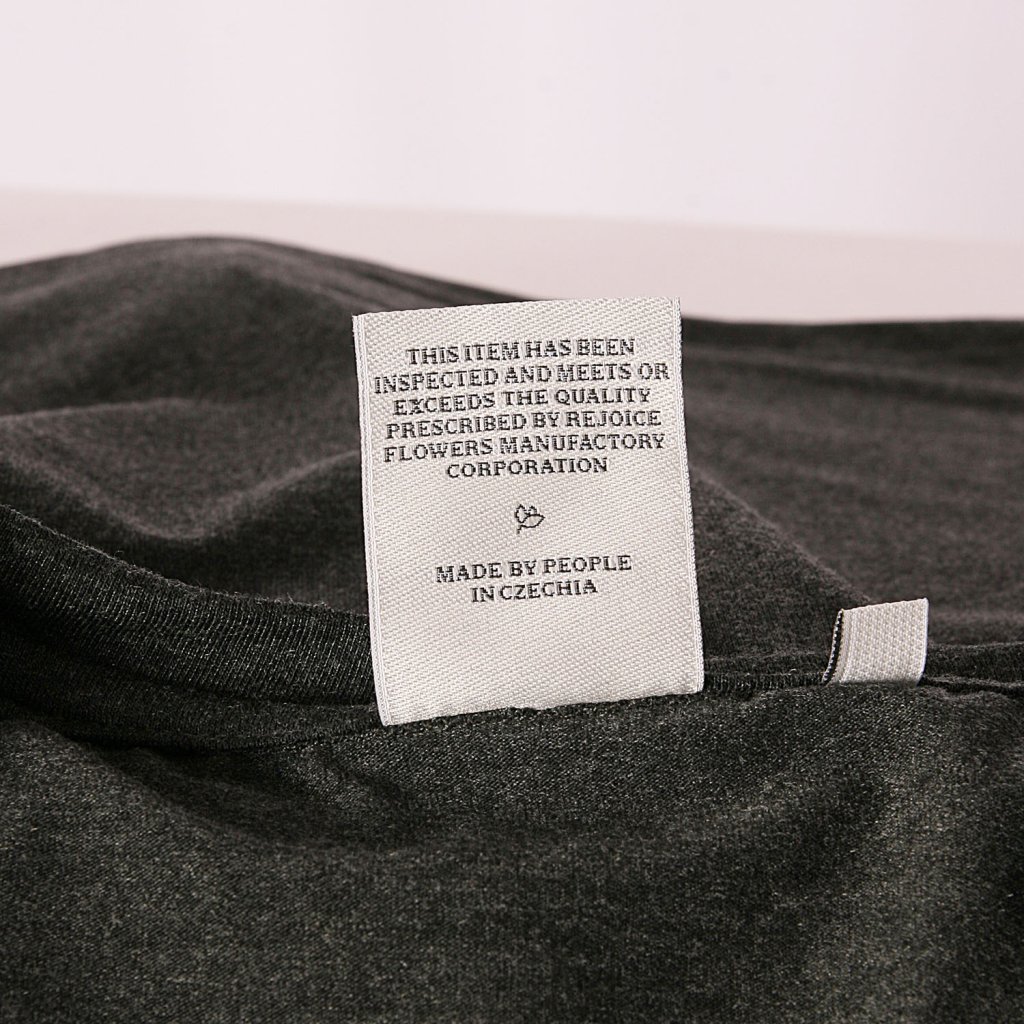 THIS ITEM HAS BEEN
INSPECTED AND MEETS OR
EXCEEDS THE QUALITY
PRESCRIBED BY REJOICE
FLOWERS MANUFACTORY
CORPORATION
MADE BY PEOPLE
IN CZECHIA